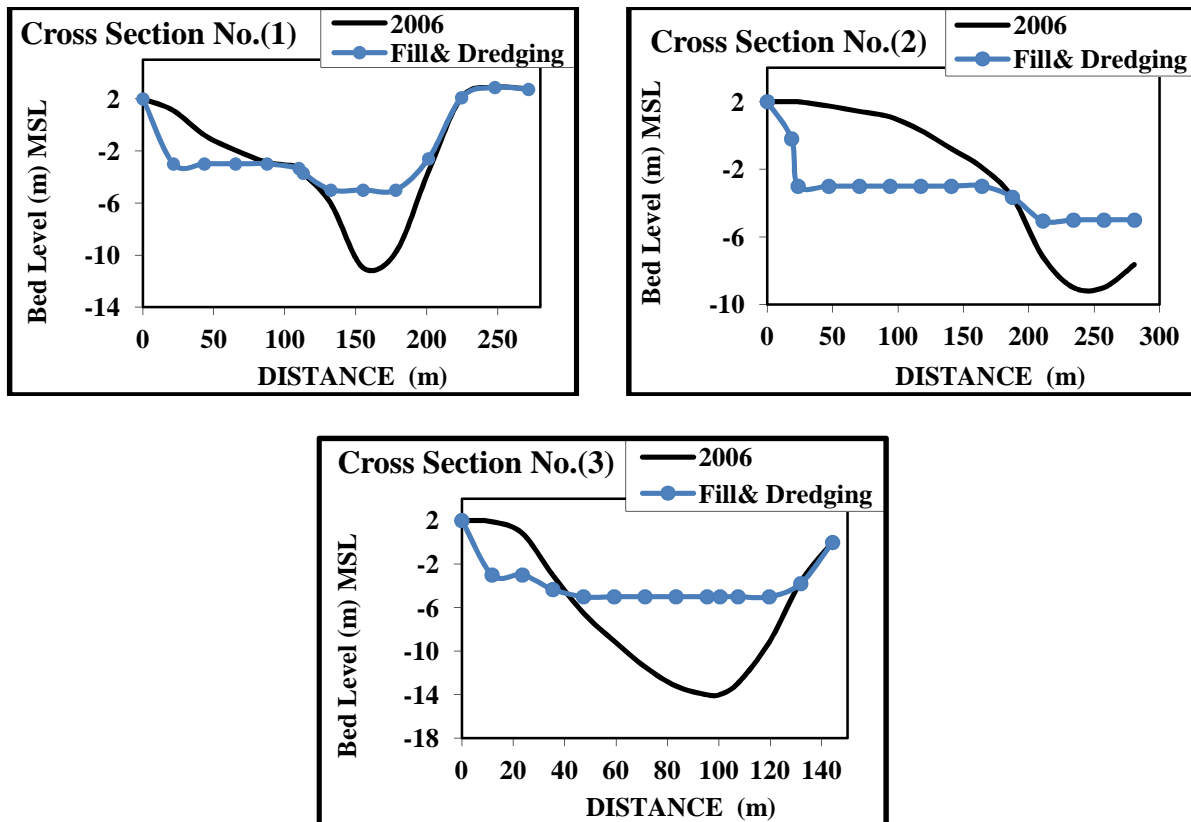 Cross Section No.(1)
2006
Fill& Dredging
Bed Level (m) MSL
2
-2
-6
-10
-14
0 50 100 150 200 250
DISTANCE (m)
Cross Section No.(2)
2006
Fill& Dredging
Bed Level (m) MSL
2
-2
-6
-10
0 50 100 150 200 250 300
DISTANCE (m)
Cross Section No.(3)
2006
Fill& Dredging
Bed Level (m) MSL
2
-2
-6
-10
-14
-18
0 20 40 60 80 100 120 140
DISTANCE (m)